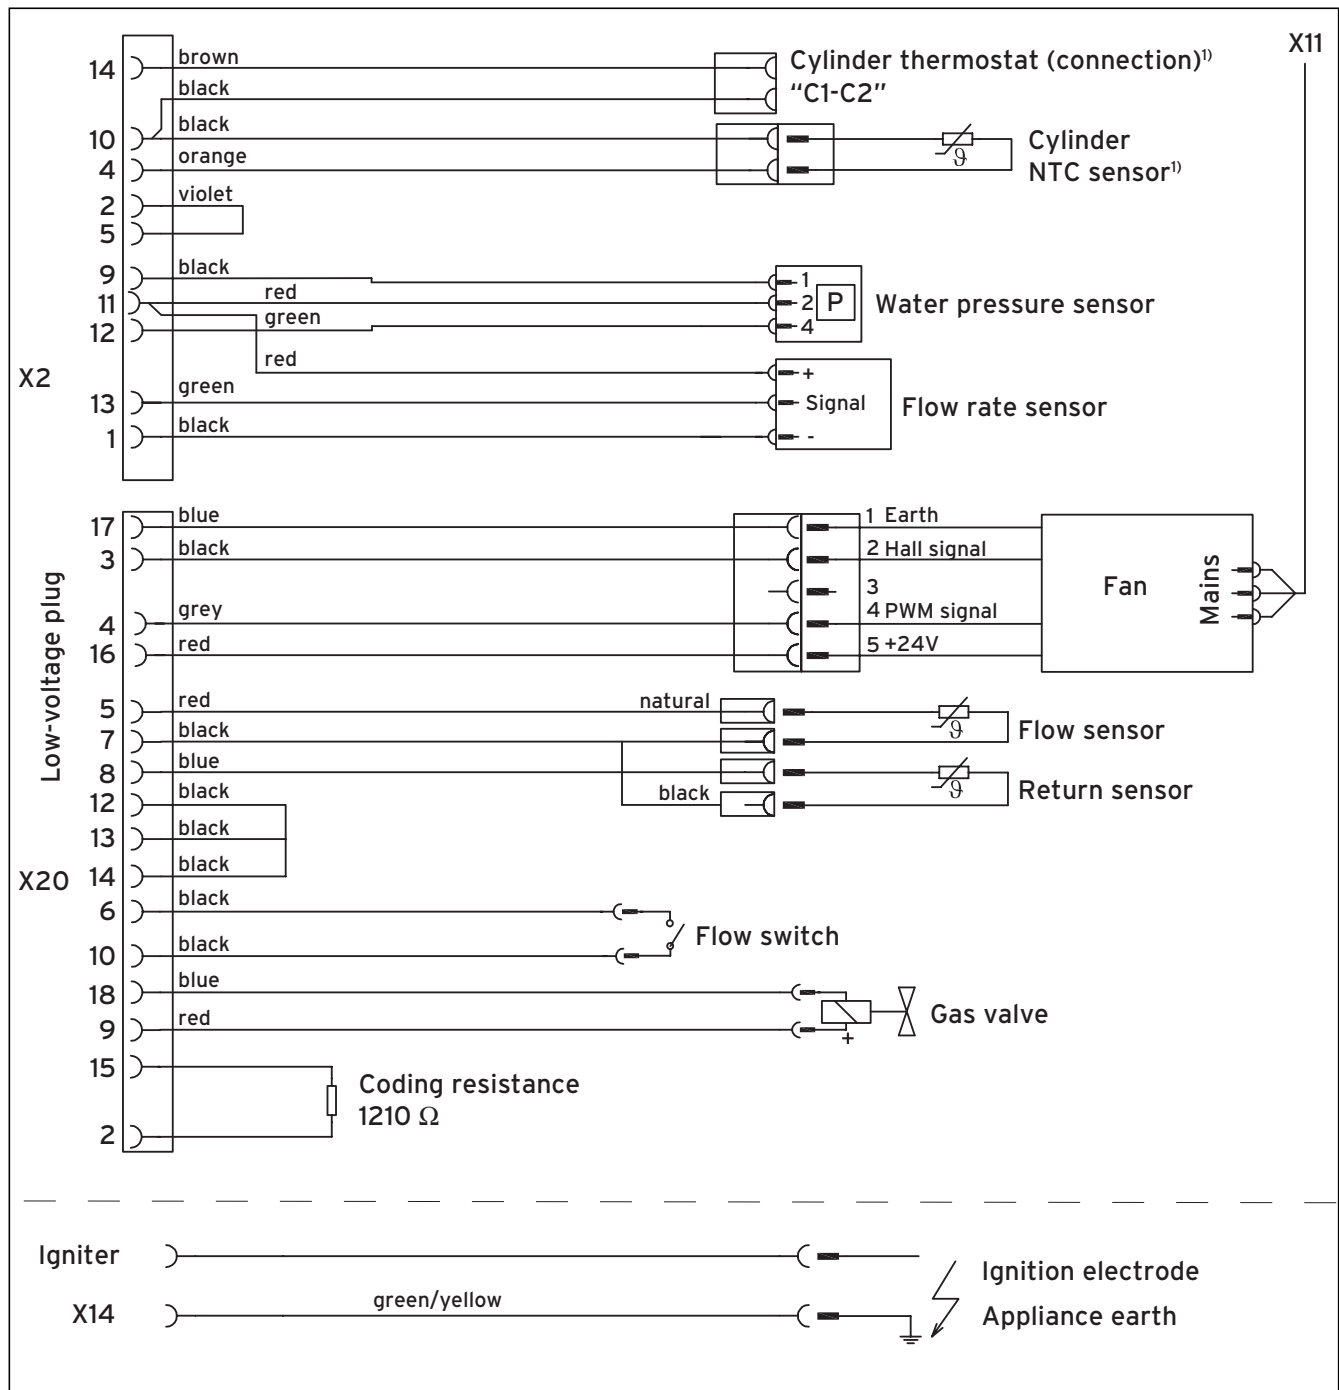 X11
14 brown
black
Cylinder thermostat (connection)1)
“C1-C2”
10 black
4 orange
Cylinder
NTC sensor1)
2 violet
5
9 black
11 red
12 green
red
1
2 P
4
Water pressure sensor
X2
13 green
1 black
+
Signal
-
Flow rate sensor
Low-voltage plug
17 blue
3 black
4 grey
16 red
1 Earth
2 Hall signal
3
4 PWM signal
5 +24V
Fan
Mains
5 red
natural
7 black
Flow sensor
ϑ
8 blue
black
Return sensor
ϑ
ϑ
12 black
13 black
X20
14 black
6 black
10 black
Flow switch
18 blue
9 red
+
Gas valve
15
2
Coding resistance
1210 Ω
Igniter
Ignition electrode
X14
green/yellow
Appliance earth